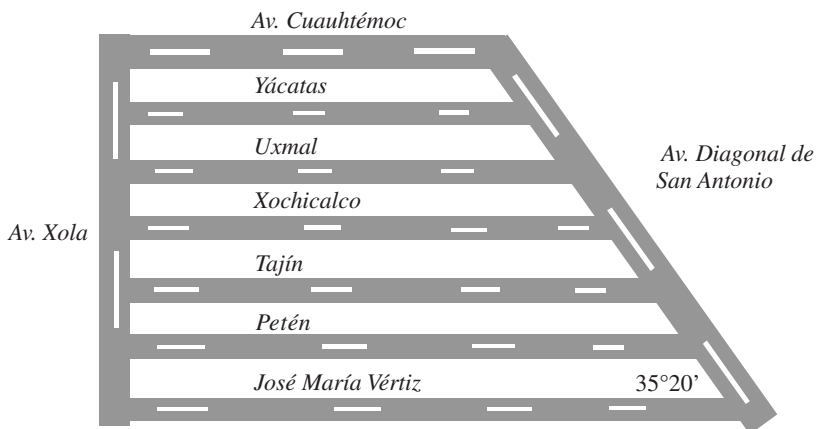 Av. Cuauhtémoc
Yácatas
Uxmal
Av. Diagonal de
San Antonio
Xochicalco
Av. Xola
Tajín
Petén
José María Vértiz
35°20’